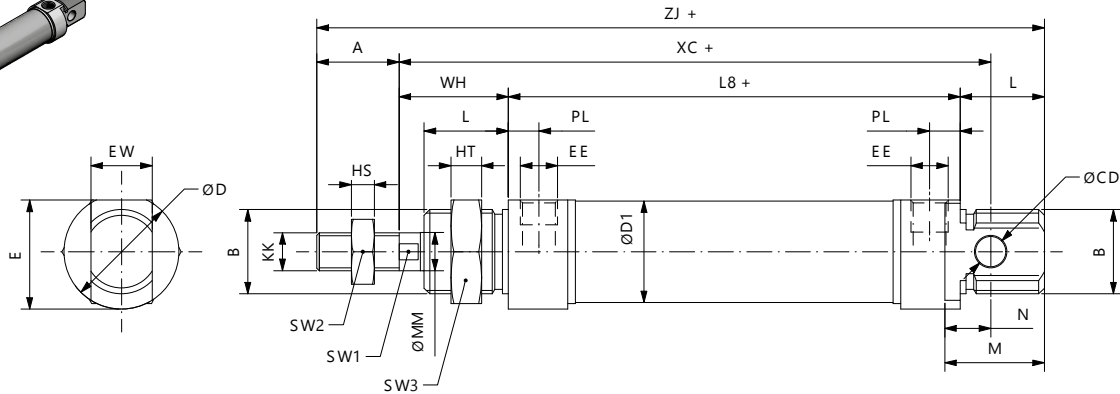 ZJ +
A
XC +
WH
L8 +
L
L
PL
PL
HT
EE
EE
HS
EW
ØD
ØCD
E
B
KK
ØD1
B
ØMM
N
M
SW2
SW1
SW3